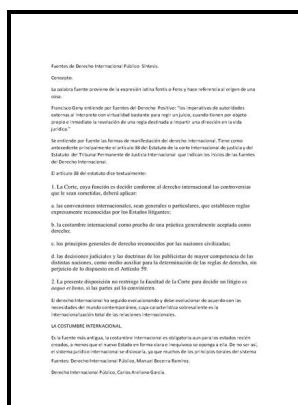 Fuentes de Derecho Internacional Público- Síntesis.
Concepto.
La palabra fuente proviene de la expresión latina fontis o fons y hace referencia al origen de una
cosa.
Francisco Geny entiende por fuentes del Derecho Positivo: "los imperativos de autoridades
externas al interprete con virtualidad bastante para regir un juicio, cuando tienen por objeto
propio e inmediato la revelación de una regla destinada a impartir una dirección en la vida
jurídica."
Se entiende por fuente las formas de manifestación del derecho internacional. Tiene como
antecedente principalmente el artículo 38 del Estatuto de la corte Internacional de justicia y del
Estatuto del Tribunal Permanente de Justicia Internacional que indican los inicios de las fuentes
del Derecho Internacional.
El artículo 38 del estatuto dice textualmente:
1. La Corte, cuya función es decidir conforme al derecho internacional las controversias
que le sean sometidas, deberá aplicar:
a. las convenciones internacionales, sean generales o particulares, que establecen reglas
expresamente reconocidas por los Estados litigantes;
b. la costumbre internacional como prueba de una práctica generalmente aceptada como
derecho;
c. los principios generales de derecho reconocidos por las naciones civilizadas;
d. las decisiones judiciales y las doctrinas de los publicistas de mayor competencia de las
distintas naciones, como medio auxiliar para la determinación de las reglas de derecho, sin
perjuicio de lo dispuesto en el Artículo 59.
2. La presente disposición no restringe la facultad de la Corte para decidir un litigio ex
aequo et bono, si las partes así lo convinieren.
El derecho Internacional ha seguido evolucionando y debe evolucionar de acuerdo con las
necesidades del mundo contemporáneo, cuya característica sobresaliente es la
internacionalización total de las relaciones internacionales.
LA COSTUMBRE INTERNACIONAL.
Es la fuente más antigua, la costumbre internacional es obligatoria aun para los estados recién
creados, a menos que el nuevo Estado en forma clara e inequívoca se oponga a ella. De no ser así,
el sistema jurídico internacional se dislocaría, ya que muchos de los principios torales del sistema
Fuentes: Derecho Internacional Público, Manuel Becerra Ramírez.
Derecho Internacional Público, Carlos Arellano García.